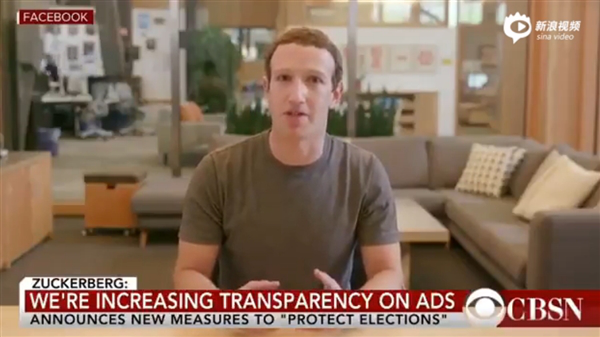 FACEBOOK
新浪视频
sina video
ZUCKERBERG:
WE'RE INCREASING TRANSPARENCY ON ADS
ANNOUNCES NEW MEASURES TO "PROTECT ELECTIONS"
CBSN